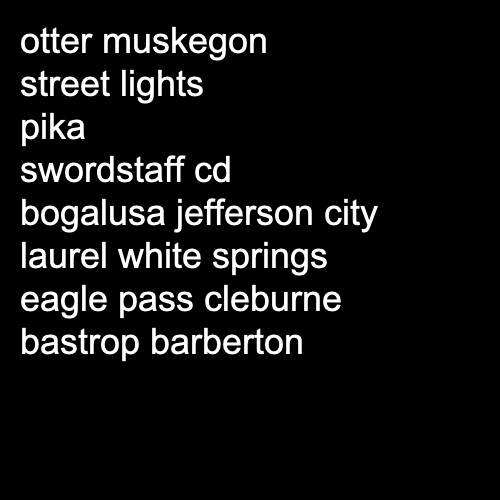 otter muskegon
street lights
pika
swordstaff cd
bogalusa jefferson city
laurel white springs
eagle pass cleburne
bastrop barberton